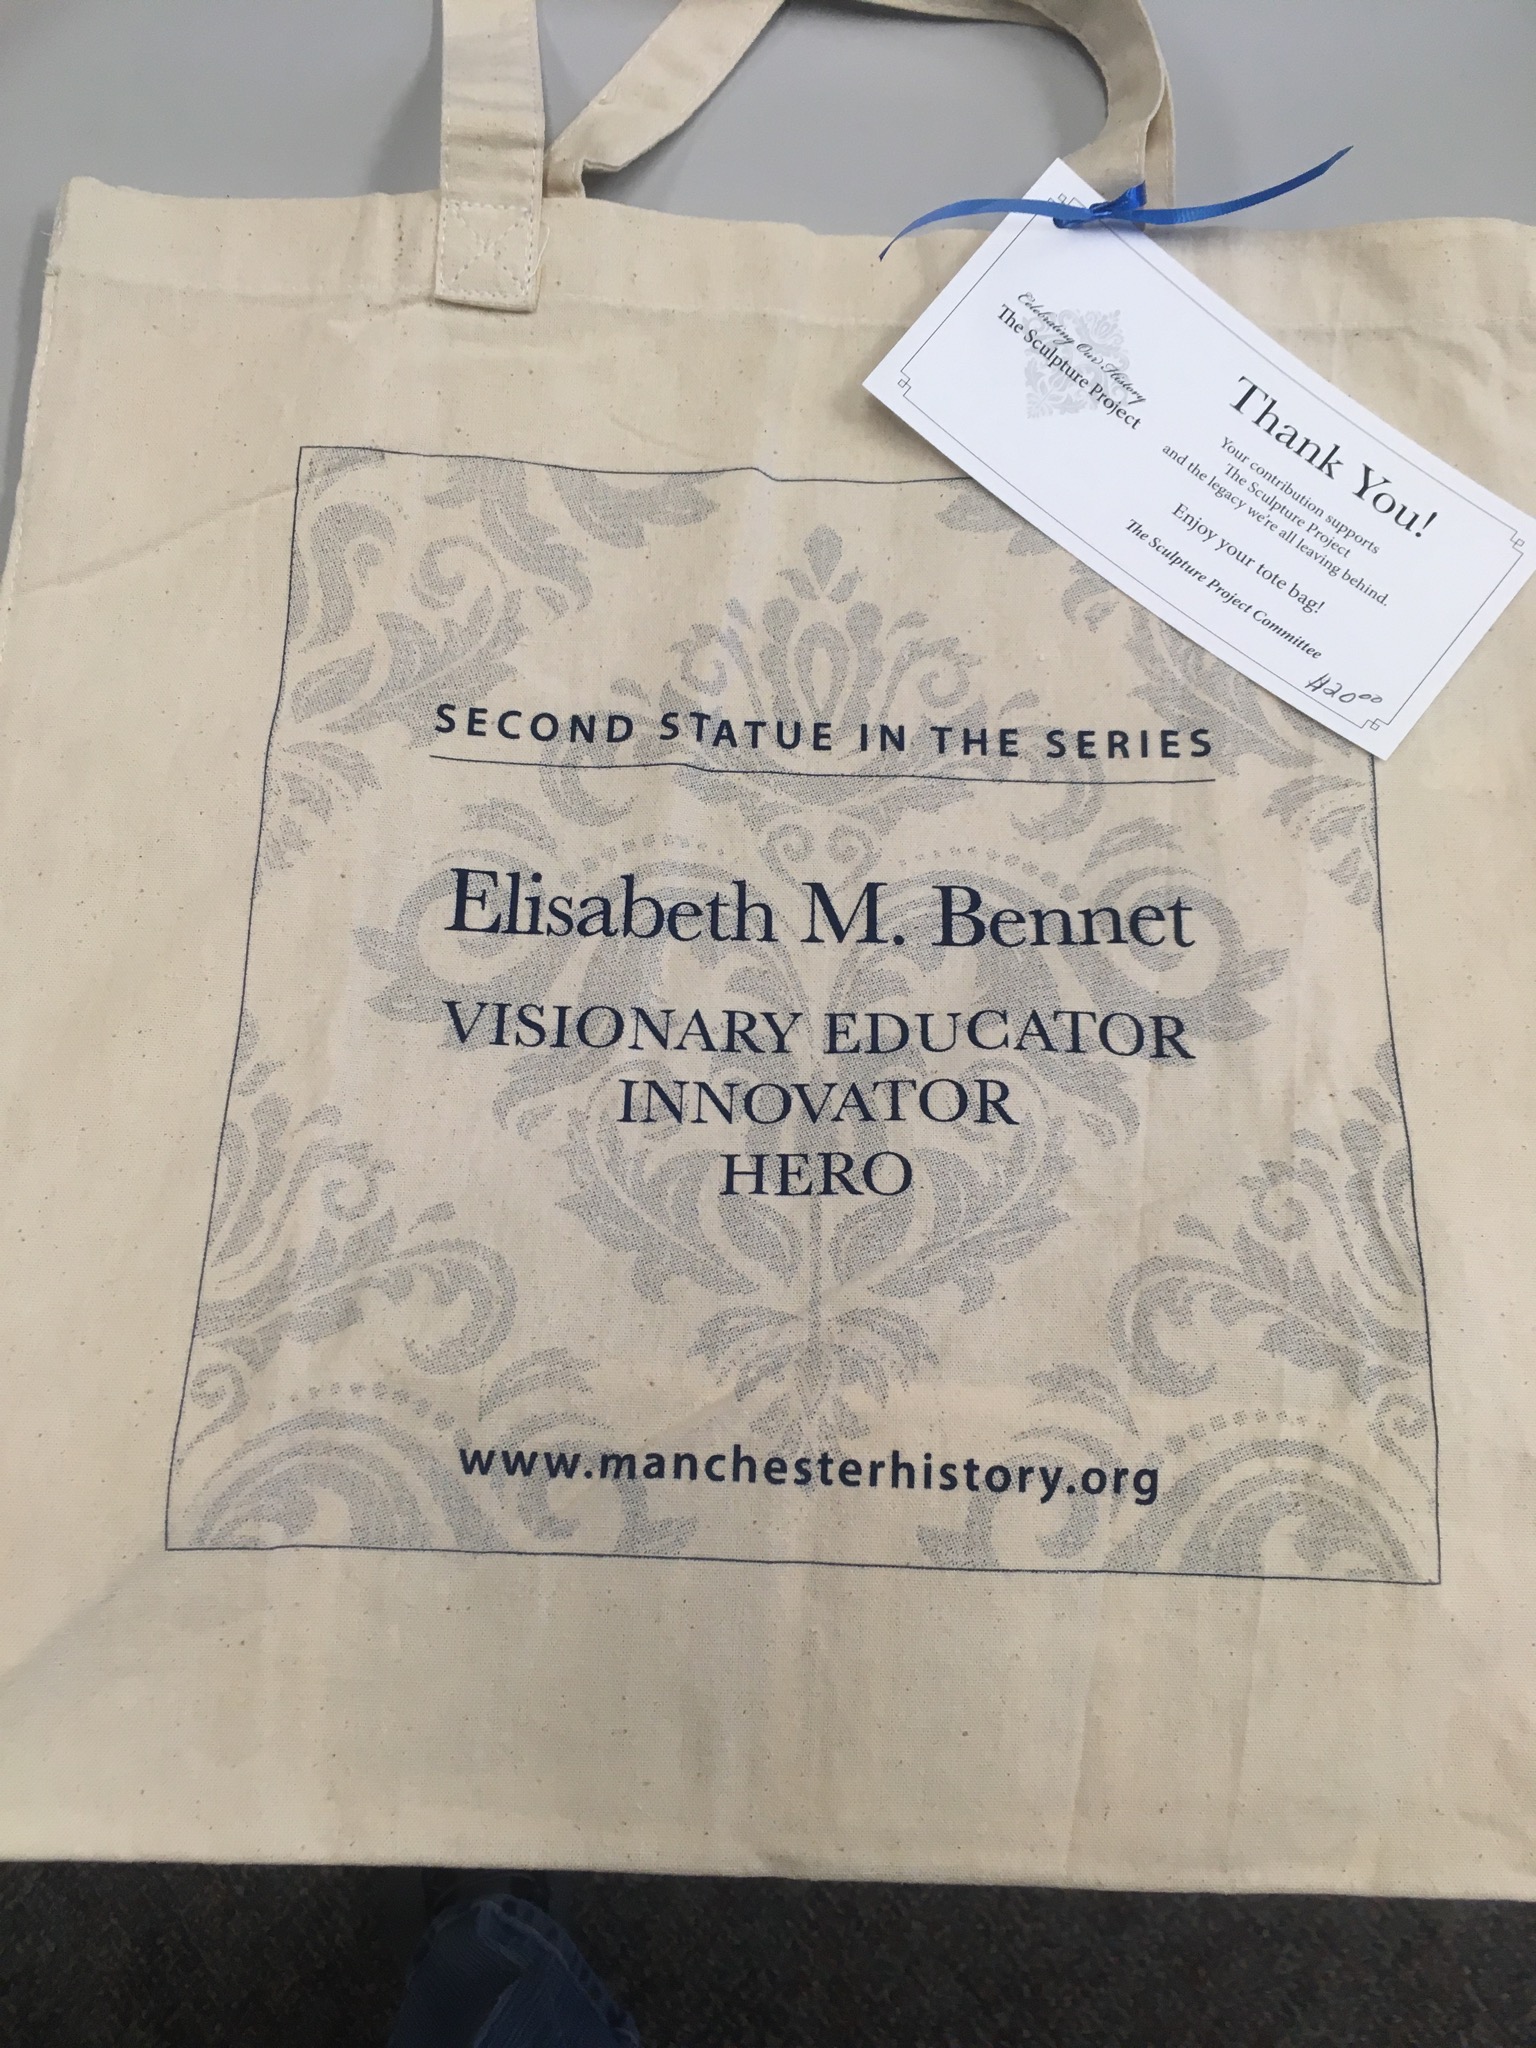 Celebrating Our History
The Sculpture Project
Thank You!
Your contribution supports
The Sculpture Project
and the legacy we're all leaving behind.
Enjoy your tote bag!
The Sculpture Project Committee
$20.00
SECOND STATUE IN THE SERIES
Elisabeth M. Bennet
VISIONARY EDUCATOR
INNOVATOR
HERO
www.manchesterhistory.org